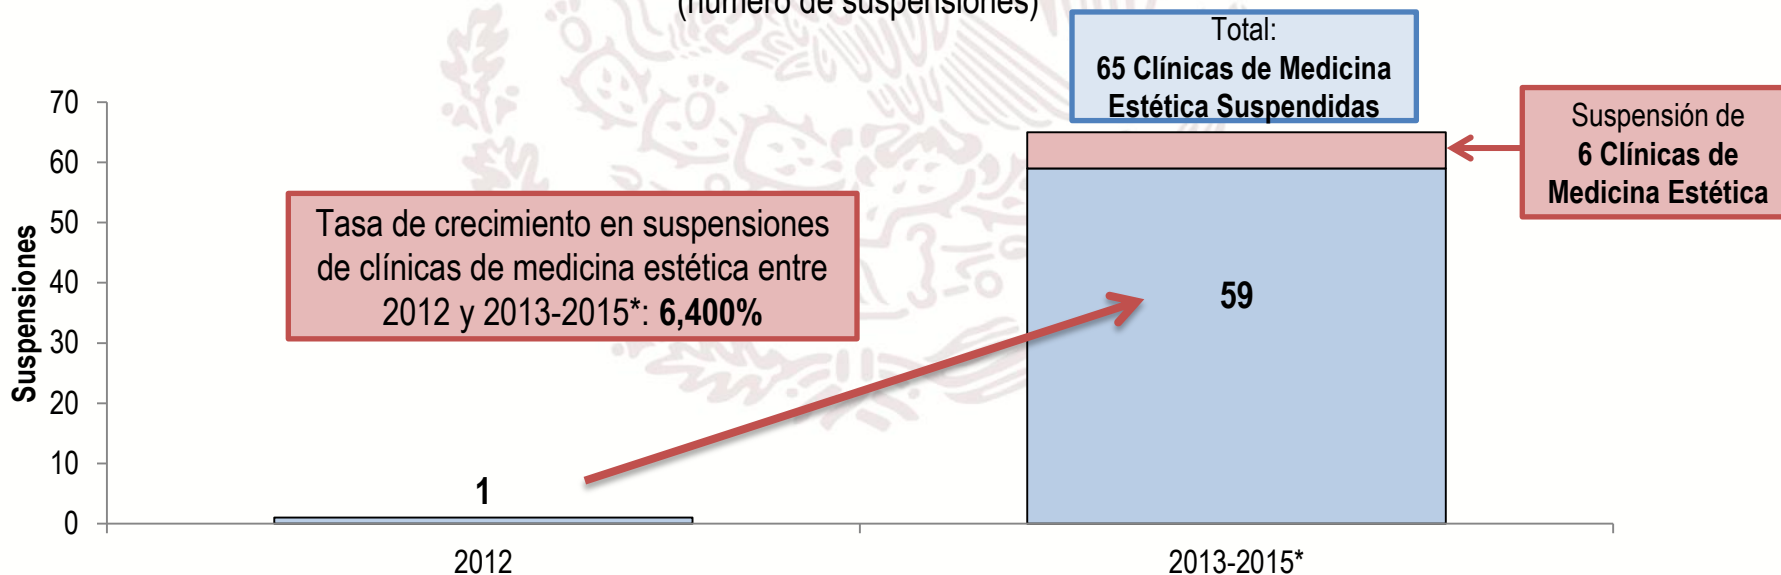 (número de suspensiones)
Total:
65 Clínicas de Medicina
Estética Suspendidas
Suspensión de
6 Clínicas de
Medicina Estética
Tasa de crecimiento en suspensiones
de clínicas de medicina estética entre
2012 y 2013-2015*: 6,400%
Suspensiones
70
60
50
40
30
20
10
0
1
59
2012
2013-2015*